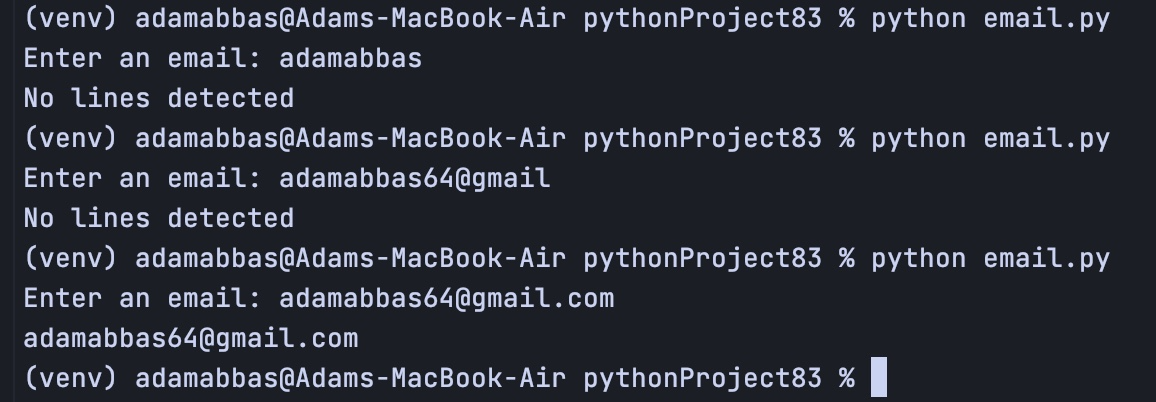 (venv) adamabbas@Adams-MacBook-Air pythonProject83 % python email.py
Enter an email: adamabbas
No lines detected
(venv) adamabbas@Adams-MacBook-Air pythonProject83 % python email.py
Enter an email: adamabbas64@gmail
No lines detected
(venv) adamabbas@Adams-MacBook-Air pythonProject83 % python email.py
Enter an email: adamabbas64@gmail.com
adamabbas64@gmail.com
(venv) adamabbas@Adams-MacBook-Air pythonProject83 %